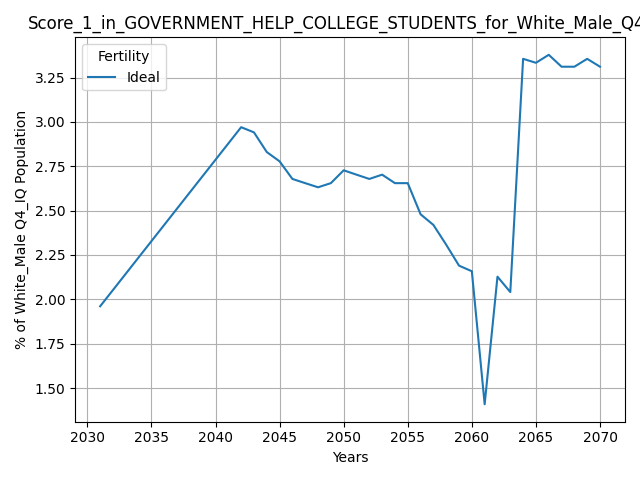 Score_1_in_GOVERNMENT_HELP_COLLEGE_STUDENTS_for_White_Male_Q4
Fertility
Ideal
% of White_Male Q4_IQ Population
3.25
3.00
2.75
2.50
2.25
2.00
1.75
1.50
2030 2035 2040 2045 2050 2055 2060 2065 2070
Years